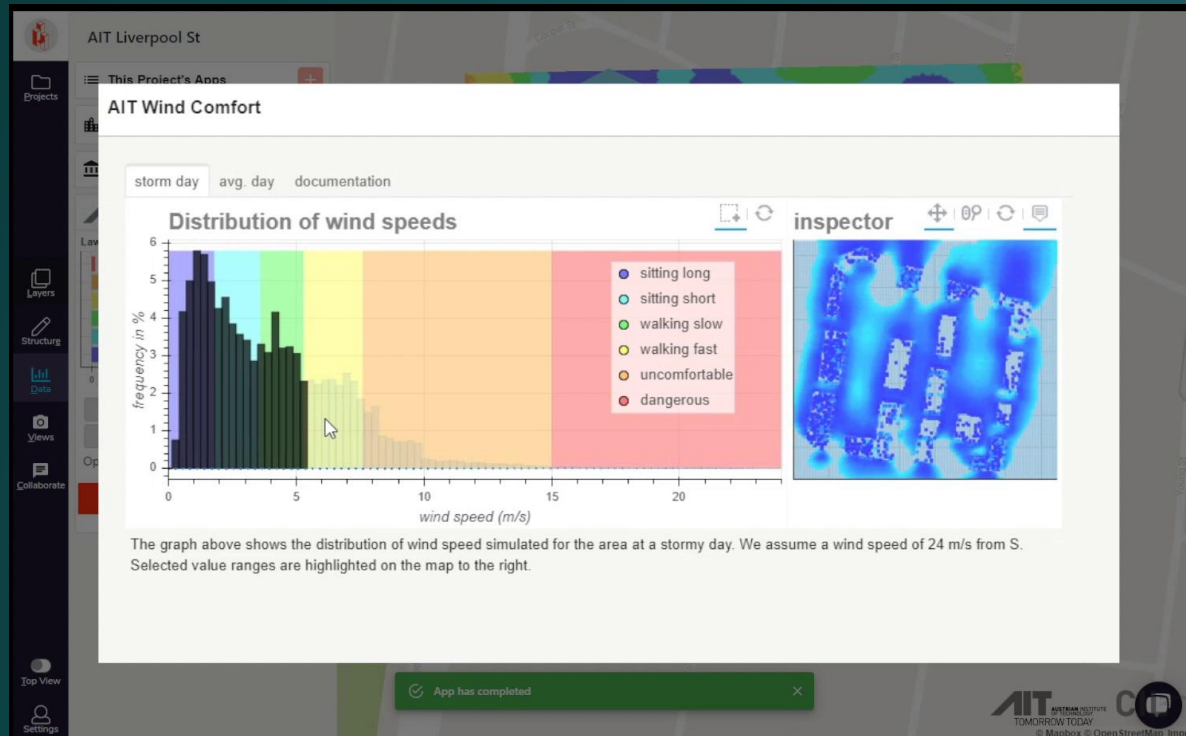 AIT Liverpool St
Projects
This Project's Apps
AIT Wind Comfort
storm day avg. day documentation
Distribution of wind speeds
inspector
Law
6
5
4
3
2
1
0
frequency in %
sitting long
sitting short
walking slow
walking fast
uncomfortable
dangerous
0 5 10 15 20
wind speed (m/s)
The graph above shows the distribution of wind speed simulated for the area at a stormy day. We assume a wind speed of 24 m/s from S.
Selected value ranges are highlighted on the map to the right.
Layers
Structure
Data
0
Views
Op
Collaborate
Top View
Settings
App has completed
AIT AUSTRIAN INSTITUTE
OF TECHNOLOGY
TOMORROW TODAY
© Mapbox © OpenStreetMap